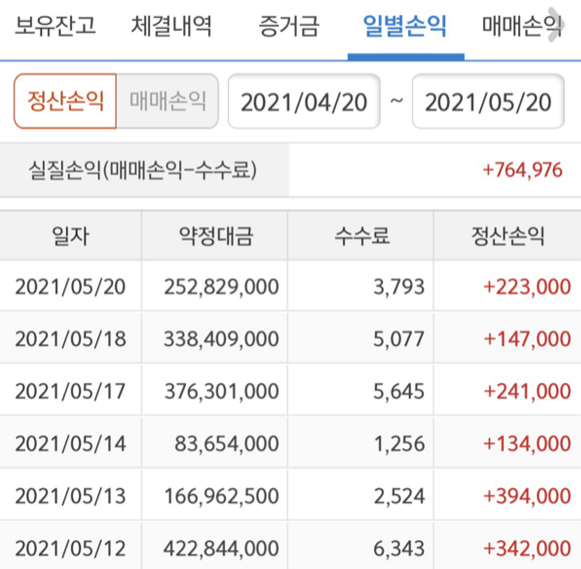 보유잔고 체결내역 증거금 일별손익 매매손익
정산손익 매매손익 2021/04/20 ~ 2021/05/20
실질손익(매매손익-수수료) +764,976
일자 약정대금 수수료 정산손익
2021/05/20 252,829,000 3,793 +223,000
2021/05/18 338,409,000 5,077 +147,000
2021/05/17 376,301,000 5,645 +241,000
2021/05/14 83,654,000 1,256 +134,000
2021/05/13 166,962,500 2,524 +394,000
2021/05/12 422,844,000 6,343 +342,000